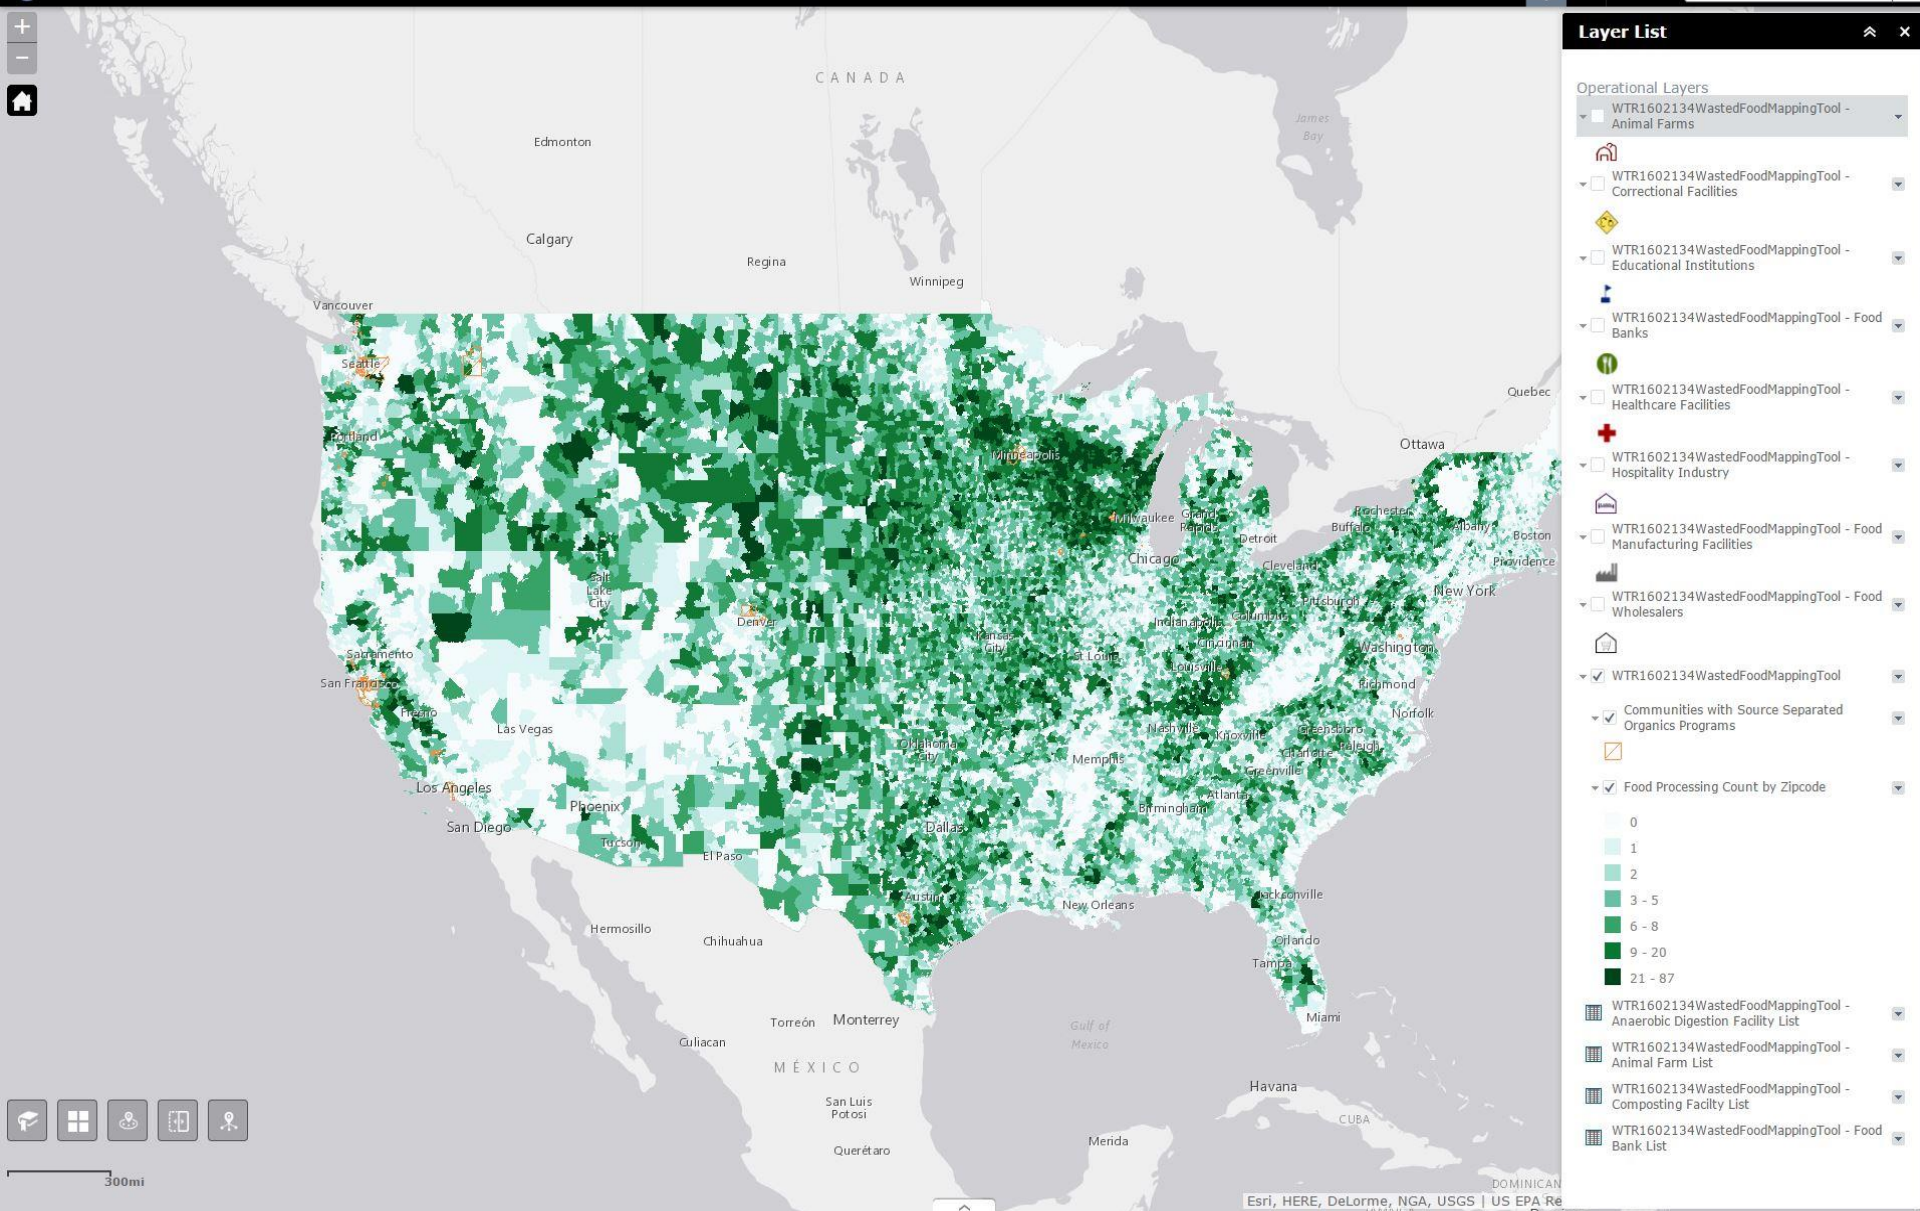 Layer List
Operational Layers
WTR1602134WastedFoodMappingTool -
Animal Farms
WTR1602134WastedFoodMappingTool -
Correctional Facilities
WTR1602134WastedFoodMappingTool -
Educational Institutions
WTR1602134WastedFoodMappingTool - Food
Banks
WTR1602134WastedFoodMappingTool -
Healthcare Facilities
WTR1602134WastedFoodMappingTool -
Hospitality Industry
WTR1602134WastedFoodMappingTool - Food
Manufacturing Facilities
WTR1602134WastedFoodMappingTool - Food
Wholesalers
WTR1602134WastedFoodMappingTool
Communities with Source Separated
Organics Programs
Food Processing Count by Zipcode
0
1
2
3 - 5
6 - 8
9 - 20
21 - 87
WTR1602134WastedFoodMappingTool -
Anaerobic Digestion Facility List
WTR1602134WastedFoodMappingTool -
Animal Farm List
WTR1602134WastedFoodMappingTool -
Composting Facilty List
WTR1602134WastedFoodMappingTool - Food
Bank List
CANADA
James
Bay
Edmonton
Calgary
Regina
Winnipeg
Vancouver
Seattle
Portland
Quebec
Ottawa
Minneapolis
Milwaukee
Grand
Rapids
Rochester
Buffalo
Albany
Boston
Detroit
Chicago
Cleveland
Providence
Salt
Lake
City
New York
Pittsburgh
Denver
Indianapolis
Columbus
Cincinnati
Kansas
City
St Louis
Washington
Sacramento
Louisville
San Francisco
Richmond
Fresno
Norfolk
Las Vegas
Nashville
Knoxville
Greensboro
Raleigh
Oklahoma
City
Charlotte
Memphis
Greenville
Los Angeles
Atlanta
Phoenix
Birmingham
San Diego
Dallas
Tucson
El Paso
Austin
Jacksonville
New Orleans
Hermosillo
Chihuahua
Orlando
Tampa
Torreón
Monterrey
Miami
Gulf of
Mexico
Culiacan
MÉXICO
Havana
San Luis
Potosi
CUBA
Merida
Querétaro
300mi
DOMINICAN
Esri, HERE, DeLorme, NGA, USGS | US EPA Re